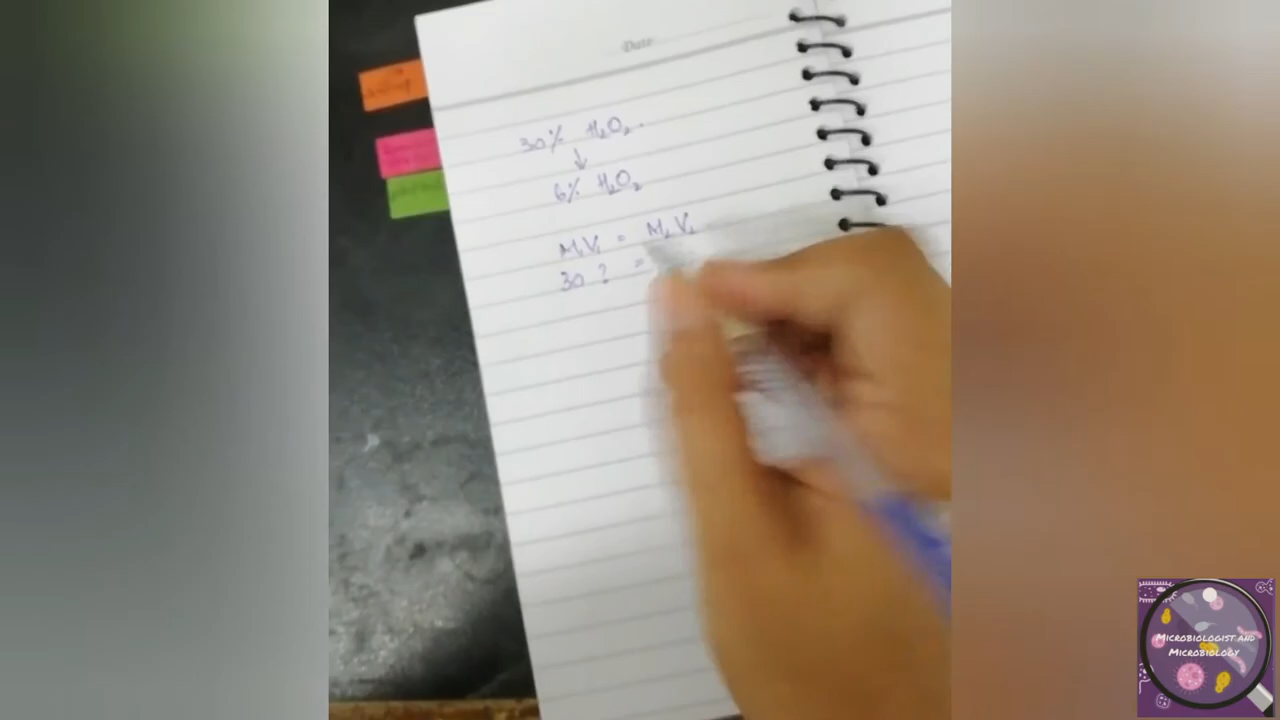 Date
30% H₂O₂.
↓
6% H₂O₂
M₁V₁ = M₂V₂
30 ? =
MICROBIOLOGIST AND
MICROBIOLOGY